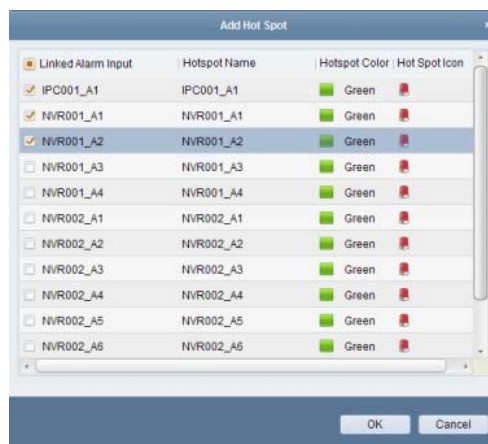 Add Hot Spot
Linked Alarm Input Hotspot Name Hotspot Color Hot Spot Icon
IPC001_A1 IPC001_A1 Green
NVR001_A1 NVR001_A1 Green
NVR001_A2 NVR001_A2 Green
NVR001_A3 NVR001_A3 Green
NVR001_A4 NVR001_A4 Green
NVR002_A1 NVR002_A1 Green
NVR002_A2 NVR002_A2 Green
NVR002_A3 NVR002_A3 Green
NVR002_A4 NVR002_A4 Green
NVR002_A5 NVR002_A5 Green
NVR002_A6 NVR002_A6 Green
OK Cancel